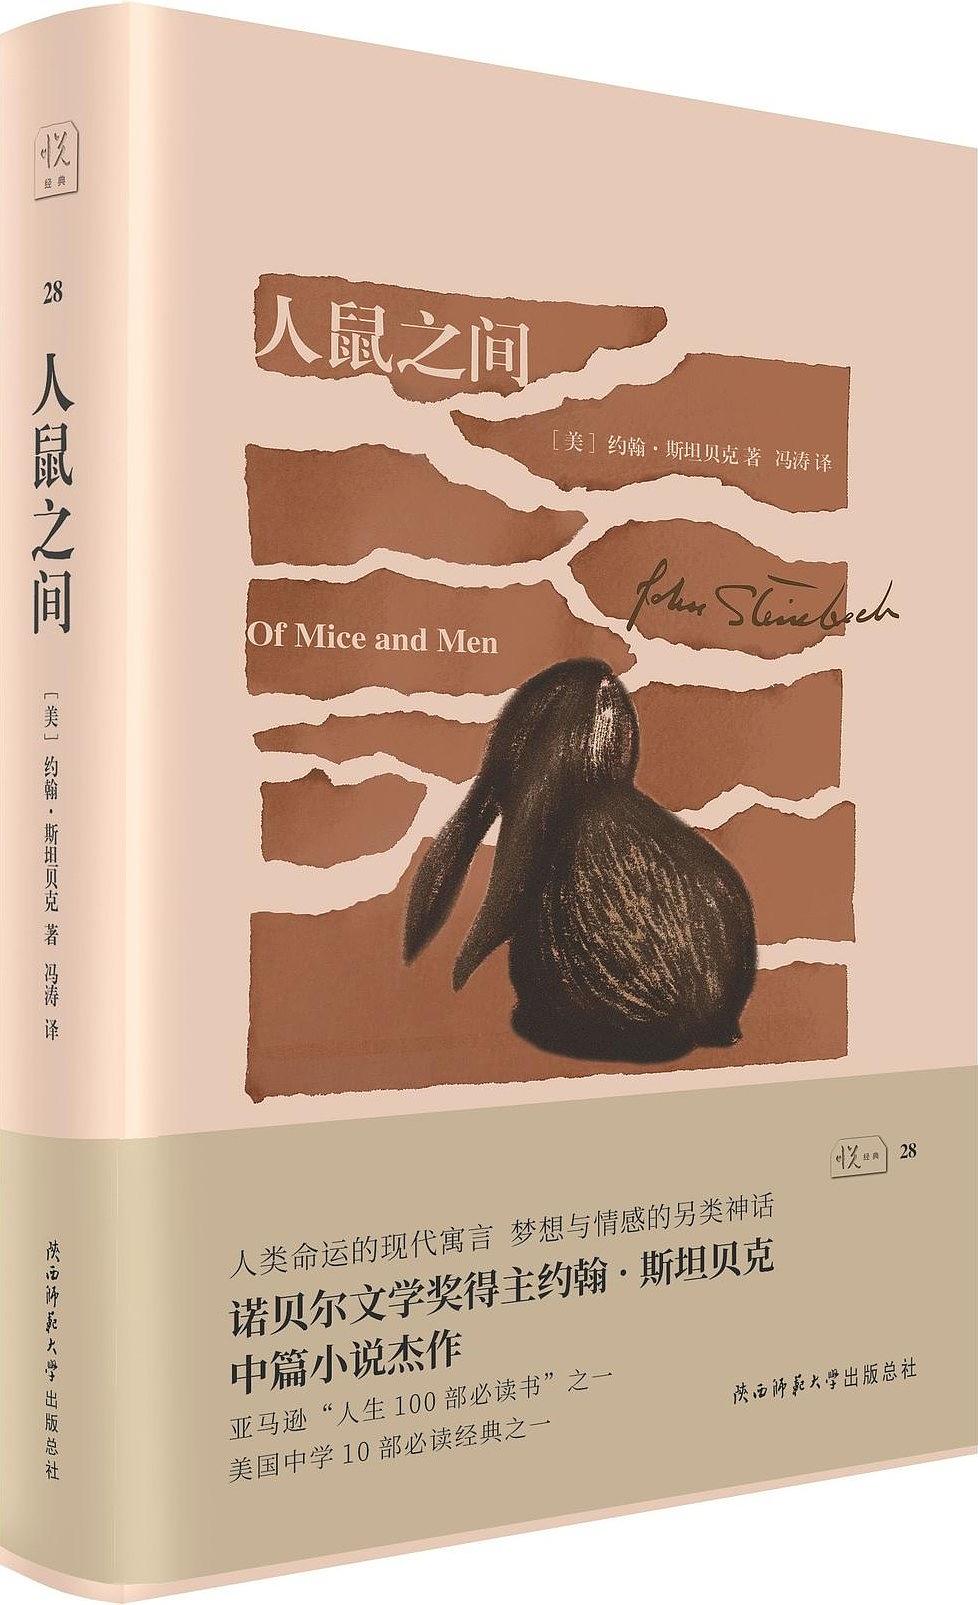 悦
经典
28
人鼠之间
［美］约翰·斯坦贝克 著 冯涛 译
陕西师范大学出版总社
人鼠之间
［美］约翰·斯坦贝克 著 冯涛 译
John Steinbeck
Of Mice and Men
悦 经典 28
人类命运的现代寓言 梦想与情感的另类神话
诺贝尔文学奖得主约翰·斯坦贝克
中篇小说杰作
亚马逊“人生 100 部必读书”之一
美国中学 10 部必读经典之一
陕西师范大学出版总社